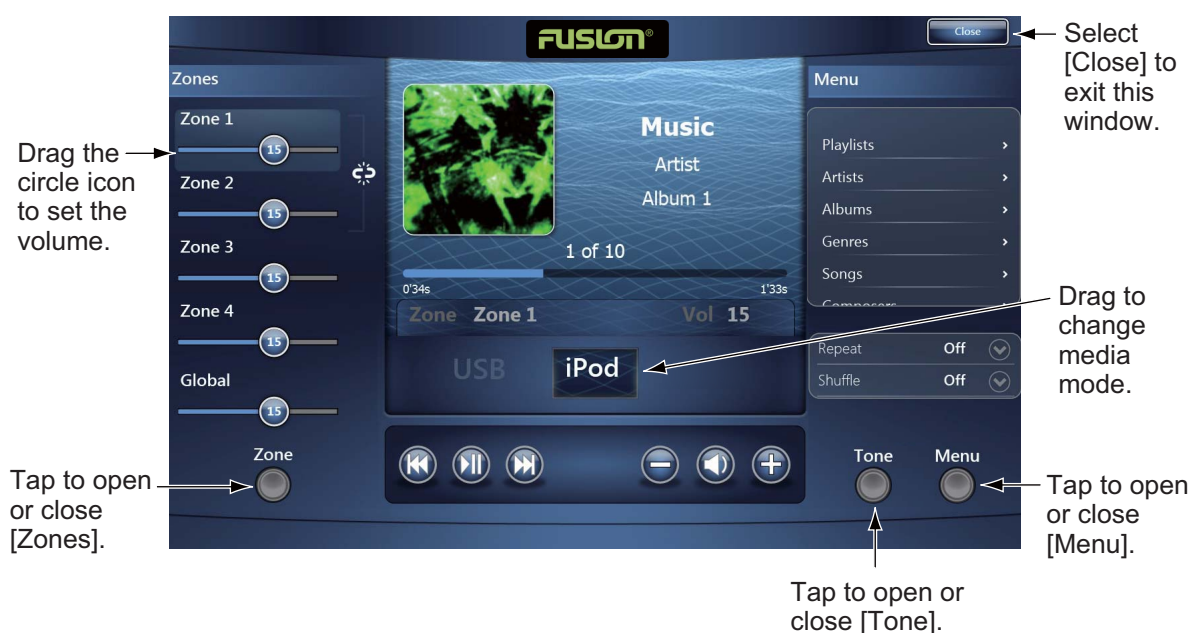 FUSION®
Close
Select
[Close] to
exit this
window.
Zones
Zone 1
15
Zone 2
15
Zone 3
15
Zone 4
15
Global
15
Zone
Drag the
circle icon
to set the
volume.
Tap to open
or close
[Zones].
Music
Artist
Album 1
1 of 10
0'34s
1'33s
Zone Zone 1 Vol 15
USB iPod
Menu
Playlists
Artists
Albums
Genres
Songs
Composers
Repeat Off
Shuffle Off
Drag to
change
media
mode.
Tone
Menu
Tap to open
or close
[Menu].
Tap to open or
close [Tone].